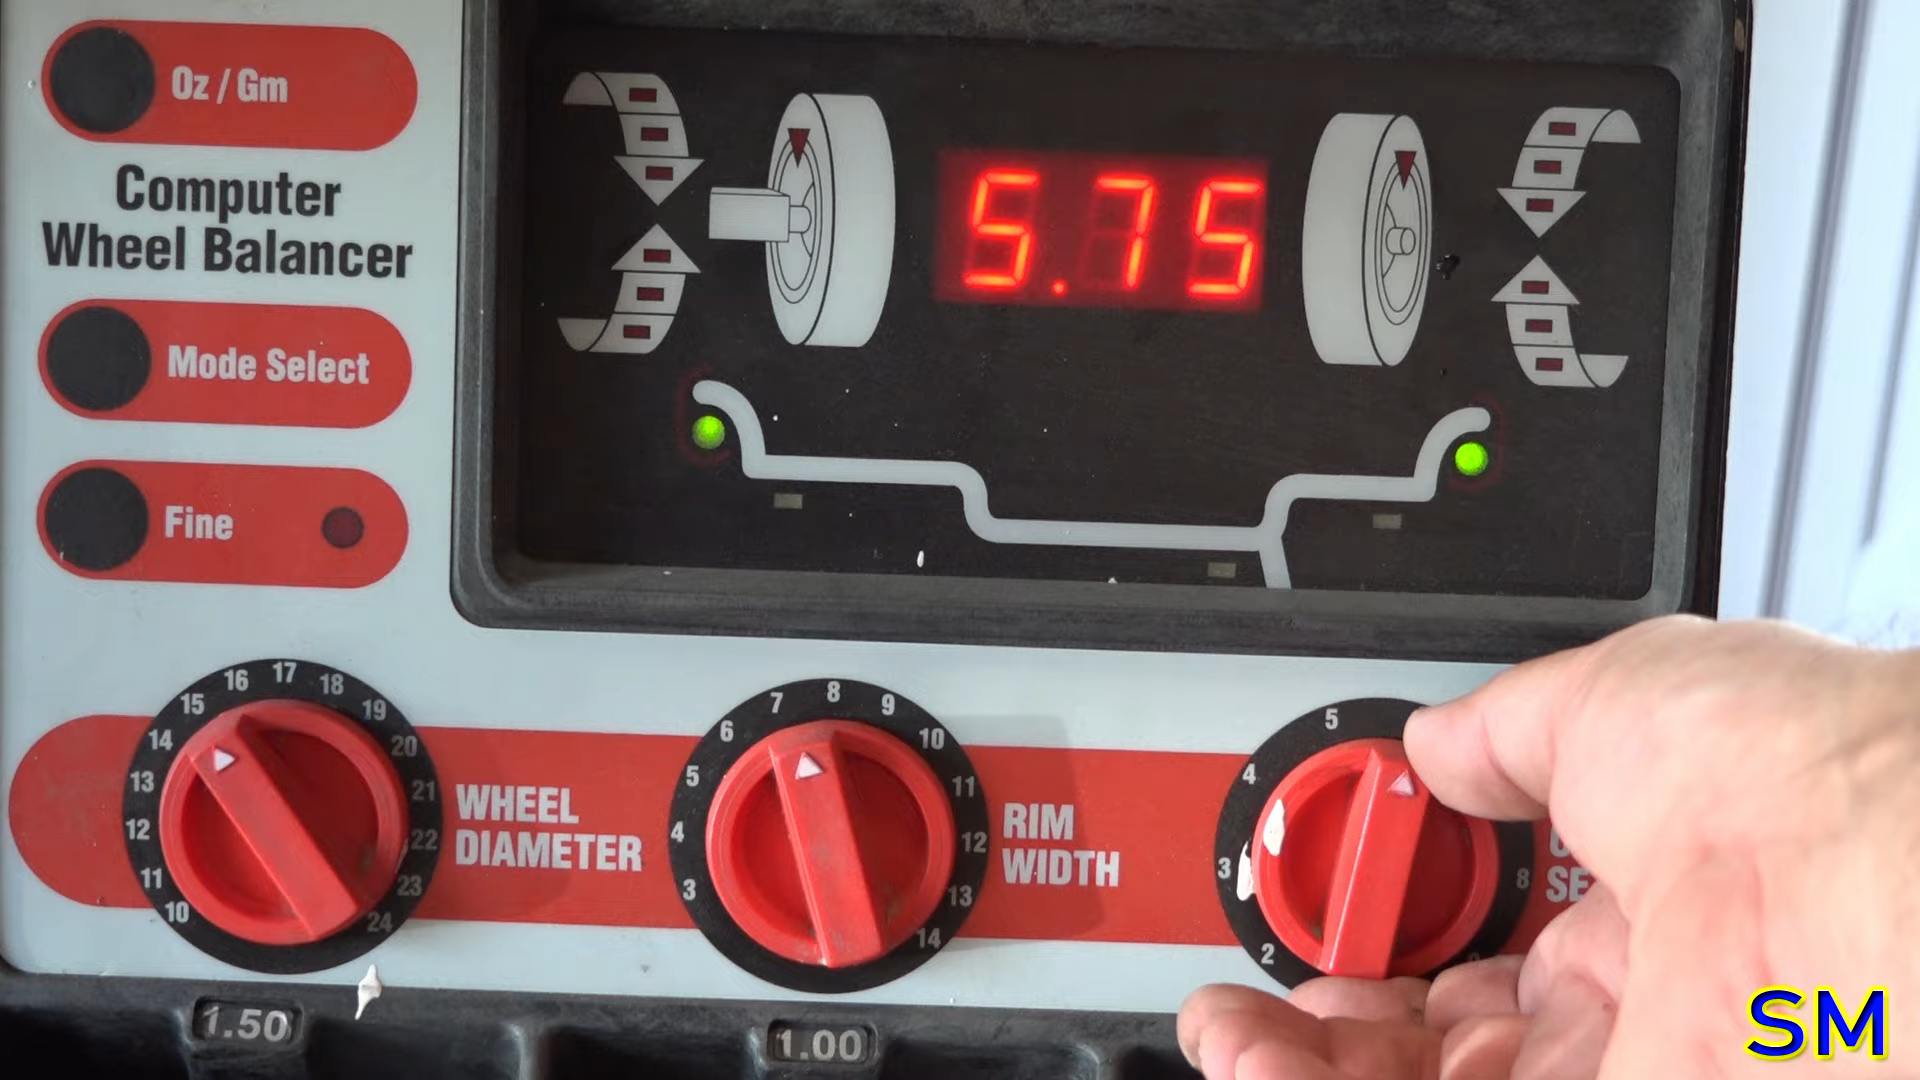 Oz / Gm
Computer
Wheel Balancer
Mode Select
Fine
5.75
10 11 12 13 14 15 16 17 18 19 20 21 22 23 24
WHEEL
DIAMETER
3 4 5 6 7 8 9 10 11 12 13 14
RIM
WIDTH
2 3 4 5 8
SE
1.50
1.00
SM